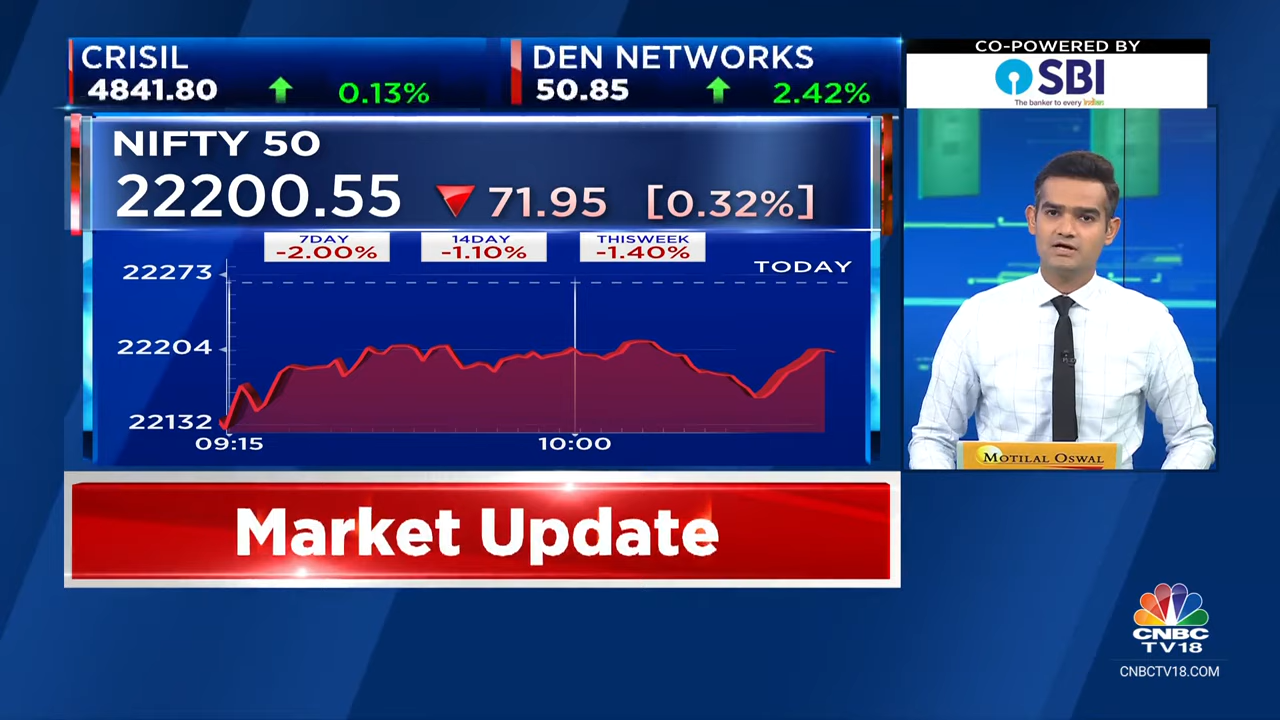 CRISIL
4841.80 0.13%
DEN NETWORKS
50.85 2.42%
CO-POWERED BY
SBI
The banker to every Indian
NIFTY 50
22200.55 71.95 [0.32%]
7DAY
-2.00%
14DAY
-1.10%
THISWEEK
-1.40%
TODAY
22273
22204
22132
09:15 10:00
MOTILAL OSWAL
Market Update
CNBC
TV18
CNBCTV18.COM